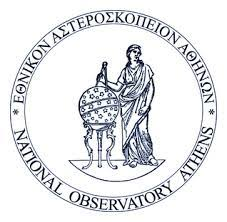 * ΕΘΝΙΚΟΝ ΑΣΤΕΡΟΣΚΟΠΕΙΟΝ ΑΘΗΝΩΝ *
NATIONAL OBSERVATORY ATHENS